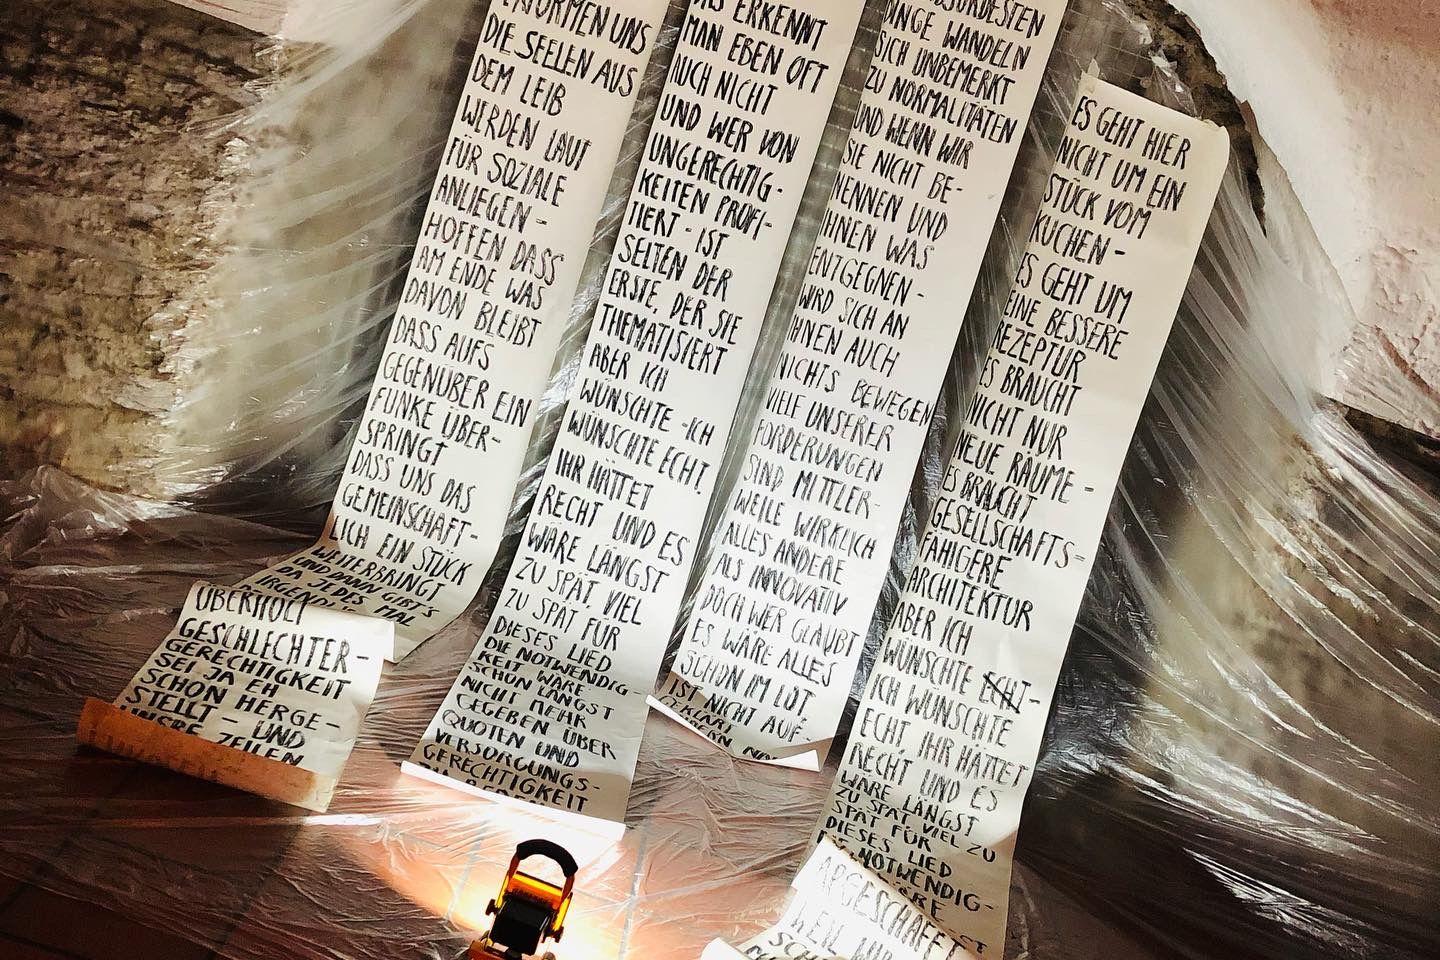 UNS
DIE SEELEN AUS
DEM LEIB
WERDEN LAUT
FÜR SOZIALE
ANLIEGEN -
HOFFEN DASS
AM ENDE WAS
DAVON BLEIBT
DASS AUFS
GEGENÜBER EIN
FUNKE ÜBER-
SPRINGT
DASS UNS DAS
GEMEINSCHAFT-
LICH EIN STÜCK
WEITERBRINGT
UND DANN GIBT'S
DA JEDES MAL
ÜBERHOLT
GESCHLECHTER-
GERECHTIGKEIT
SEI JA EH
SCHON HERGE-
STELLT - UND
UNSRE ZEILEN
ERKENNT
MAN EBEN OFT
AUCH NICHT
UND WER VON
UNGERECHTIG-
KEITEN PROFI-
TIERT - IST
SELTEN DER
ERSTE, DER SIE
THEMATISIERT
ABER ICH
WÜNSCHTE - ICH
WÜNSCHTE ECHT,
IHR HÄTTET
RECHT UND ES
WÄRE LÄNGST
ZU SPÄT, VIEL
ZU SPÄT FÜR
DIESES LIED
DIE NOTWENDIG-
KEIT WÄRE
SCHON LÄNGST
NICHT MEHR
GEGEBEN ÜBER
QUOTEN UND
VERSORGUNGS-
GERECHTIGKEIT
ABSURDESTEN
DINGE WANDELN
SICH UNBEMERKT
ZU NORMALITÄTEN
UND WENN WIR
SIE NICHT BE-
NENNEN UND
IHNEN WAS
ENTGEGNEN -
WIRD SICH AN
IHNEN AUCH
NICHTS BEWEGEN
VIELE UNSERER
FORDERUNGEN
SIND MITTLER-
WEILE WIRKLICH
ALLES ANDERE
ALS INNOVATIV
DOCH WER GLAUBT
ES WÄRE ALLES
SCHON IM LOT,
IST NICHT AUF-
ES GEHT HIER
NICHT UM EIN
STÜCK VOM
KUCHEN -
ES GEHT UM
EINE BESSERE
REZEPTUR
ES BRAUCHT
NICHT NUR
NEUE RÄUME -
ES BRAUCHT
GESELLSCHAFTS-
FÄHIGERE
ARCHITEKTUR
ABER ICH
WÜNSCHTE ECHT -
ICH WÜNSCHTE
ECHT IHR HÄTTET
RECHT UND ES
WÄRE LÄNGST
ZU SPÄT VIEL ZU
SPÄT FÜR
DIESES LIED
DIE NOTWENDIG-
ABGESCHAFFT
WEIL WIR